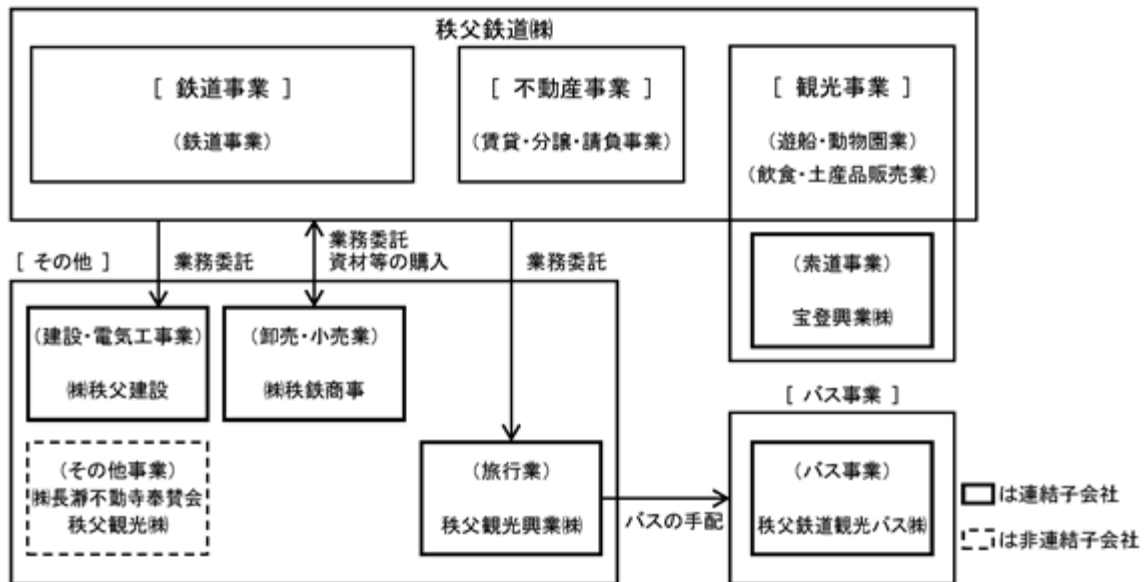 秩父鉄道㈱
[ 鉄道事業 ]
(鉄道事業)
[ 不動産事業 ]
(賃貸・分譲・請負事業)
[ 観光事業 ]
(遊船・動物園業)
(飲食・土産品販売業)
(索道事業)
宝登興業㈱
[ その他 ]
業務委託
業務委託
資材等の購入
業務委託
(建設・電気工事業)
㈱秩父建設
(卸売・小売業)
㈱秩鉄商事
(その他事業)
㈱長瀞不動寺奉賛会
秩父観光㈱
(旅行業)
秩父観光興業㈱
バスの手配
[ バス事業 ]
(バス事業)
秩父鉄道観光バス㈱
は連結子会社
は非連結子会社